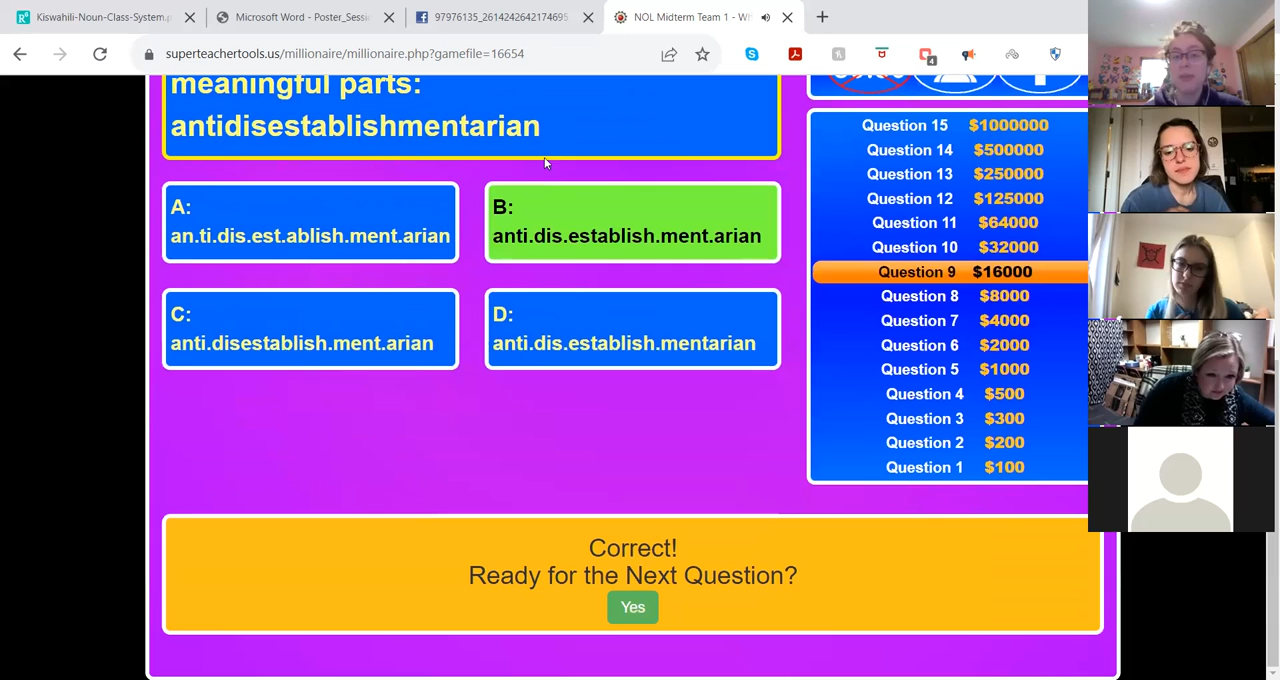 Kiswahili-Noun-Class-System.p
Microsoft Word - Poster_Sessi
97976135_2614242642174695
NOL Midterm Team 1 - Wh
superteachertools.us/millionaire/millionaire.php?gamefile=16654
4
meaningful parts:
antidisestablishmentarian
A:
an.ti.dis.est.ablish.ment.arian
B:
anti.dis.establish.ment.arian
C:
anti.disestablish.ment.arian
D:
anti.dis.establish.mentarian
Question 15 $1000000
Question 14 $500000
Question 13 $250000
Question 12 $125000
Question 11 $64000
Question 10 $32000
Question 9 $16000
Question 8 $8000
Question 7 $4000
Question 6 $2000
Question 5 $1000
Question 4 $500
Question 3 $300
Question 2 $200
Question 1 $100
Correct!
Ready for the Next Question?
Yes